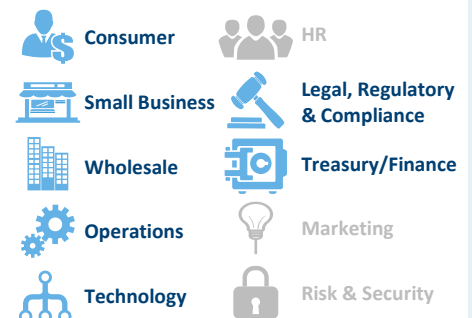 Consumer
HR
Small Business
Legal, Regulatory
& Compliance
Wholesale
Treasury/Finance
Operations
Marketing
Technology
Risk & Security